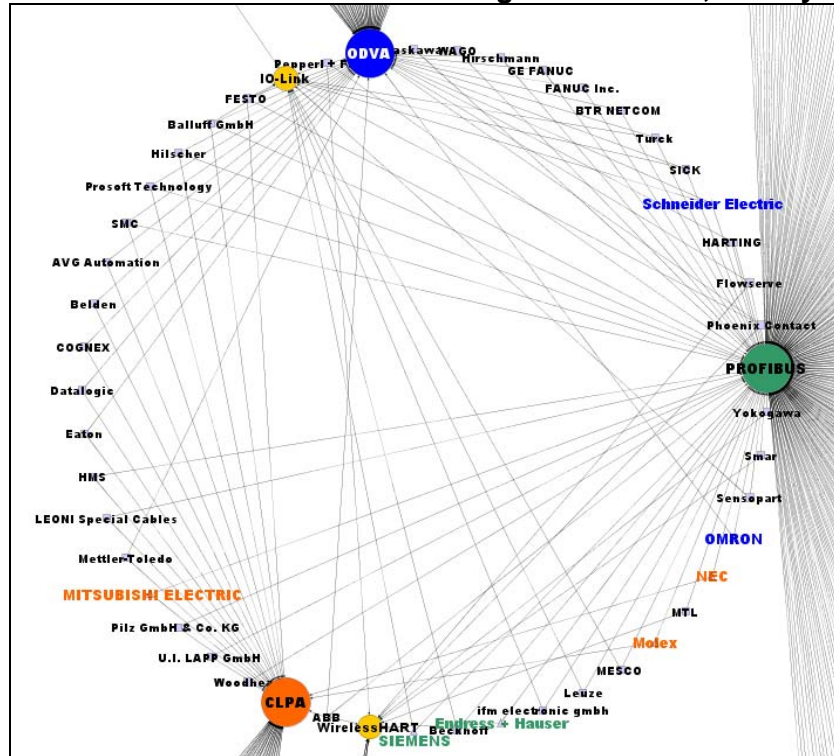 ODVA
WAGO
Hirschmann
IO-Link
GE FANUC
FESTO
FANUC Inc.
BTR NETCOM
Balluff GmbH
Turck
Hilscher
SICK
Prosoft Technology
Schneider Electric
SMC
HARTING
AVG Automation
Flowserve
Belden
Phoenix Contact
COGNEX
PROFIBUS
Datalogic
Yokogawa
Eaton
Smar
HMS
Sensopart
LEONI Special Cables
OMRON
Mettler-Toledo
NEC
MITSUBISHI ELECTRIC
MTL
Pilz GmbH & Co. KG
Molex
U.I. LAPP GmbH
MESCO
Leuze
CLPA
ifm electronic gmbh
ABB
Endress + Hauser
WirelessHART
Beckhoff
SIEMENS